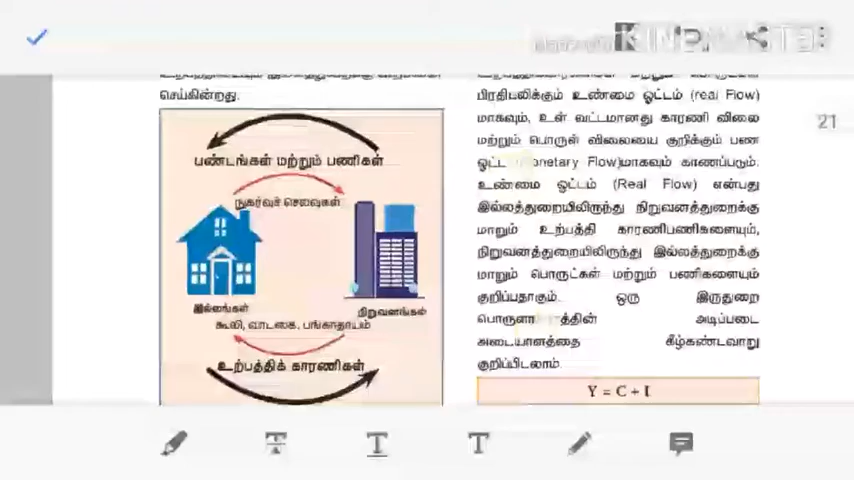 KINEMASTER
செய்கின்றது.
பண்டங்கள் மற்றும் பணிகள்
நுகர்வுச் செலவுகள்
இல்லங்கள்
நிறுவனங்கள்
கூலி, வாடகை, பங்காதாயம்
உற்பத்திக் காரணிகள்
பிரதிபலிக்கும் உண்மை ஓட்டம் (real Flow)
மாகவும், உள் வட்டமானது காரணி விலை
மற்றும் பொருள் விலையை குறிக்கும் பண
onetary Flow)மாகவும் காணப்படும்.
உண்மை ஓட்டம் (Real Flow) என்பது
இல்லத்துறையிலிருந்து நிறுவனத்துறைக்கு
மாறும் உற்பத்தி காரணிபணிகளையும்,
நிறுவனத்துறையிலிருந்து இல்லத்துறைக்கு
மாறும் பொருட்கள் மற்றும் பணிகளையும்
குறிப்பதாகும். ஒரு இருதுறை
அடிப்படை
அடையாளத்தை கீழ்கண்டவாறு
குறிப்பிடலாம்.
Y = C + I
21